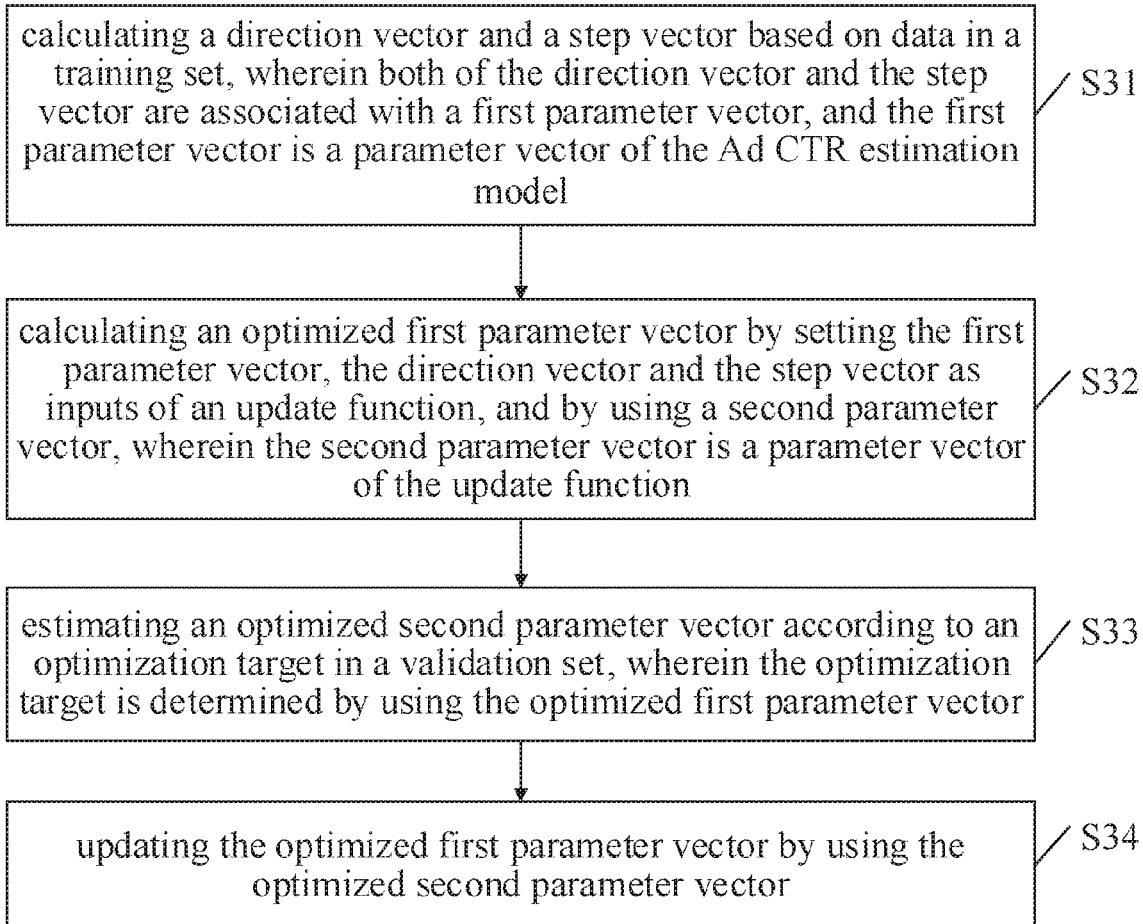 calculating a direction vector and a step vector based on data in a
training set, wherein both of the direction vector and the step
vector are associated with a first parameter vector, and the first
parameter vector is a parameter vector of the Ad CTR estimation
model
S31
calculating an optimized first parameter vector by setting the first
parameter vector, the direction vector and the step vector as
inputs of an update function, and by using a second parameter
vector, wherein the second parameter vector is a parameter vector
of the update function
S32
estimating an optimized second parameter vector according to an
optimization target in a validation set, wherein the optimization
target is determined by using the optimized first parameter vector
S33
updating the optimized first parameter vector by using the
optimized second parameter vector
S34